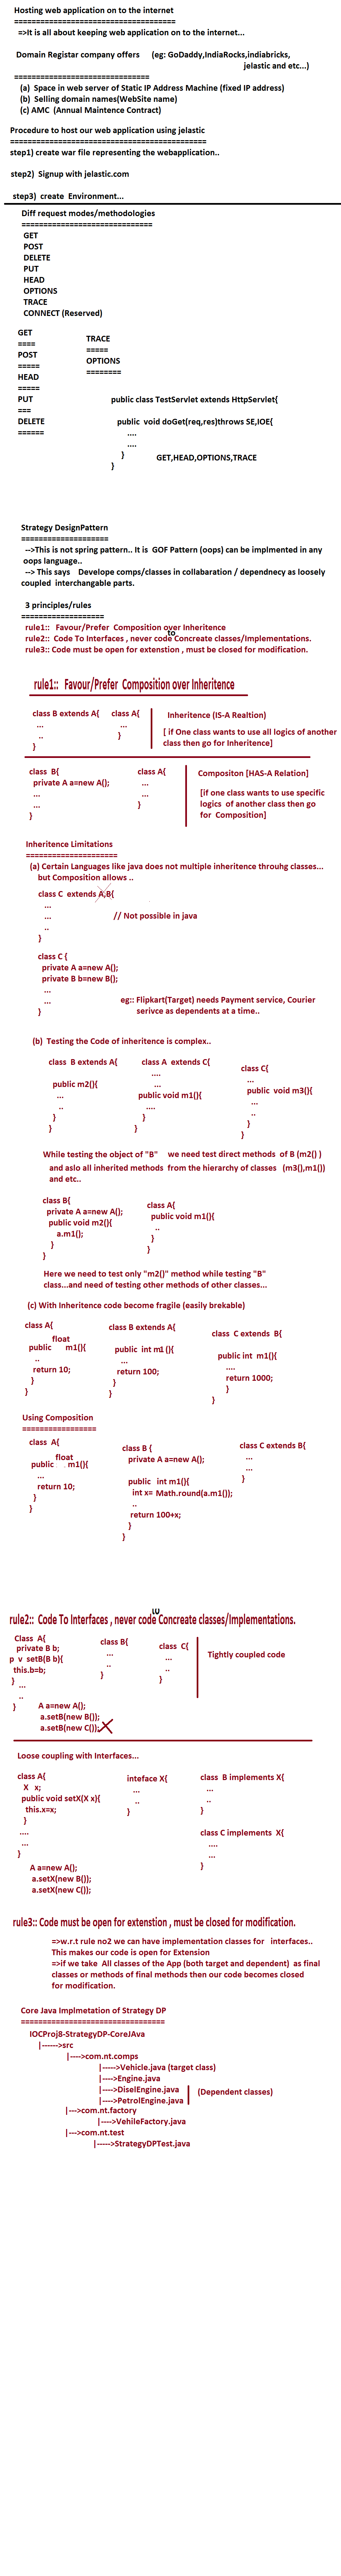 Hosting web application on to the internet
=====================================
=>It is all about keeping web application on to the internet...
Domain Registar company offers (eg: GoDaddy,IndiaRocks,indiabricks,
jelastic and etc...)
===============================
(a) Space in web server of Static IP Address Machine (fixed IP address)
(b) Selling domain names(WebSite name)
(c) AMC (Annual Maintence Contract)
Procedure to host our web application using jelastic
=============================================
step1) create war file representing the webapplication..
step2) Signup with jelastic.com
step3) create Environment...
Diff request modes/methodologies
==============================
GET
POST
DELETE
PUT
HEAD
OPTIONS
TRACE
CONNECT (Reserved)
GET
====
POST
=====
HEAD
=====
PUT
===
DELETE
======
TRACE
=====
OPTIONS
========
public class TestServlet extends HttpServlet{
public void doGet(req,res)throws SE,IOE{
....
....
}
}
GET,HEAD,OPTIONS,TRACE
Strategy DesignPattern
====================
-->This is not spring pattern.. It is GOF Pattern (oops) can be implmented in any
oops language..
--> This says Develope comps/classes in collabaration / dependnecy as loosely
coupled interchangable parts.
3 principles/rules
===================
rule1:: Favour/Prefer Composition over Inheritence
to
rule2:: Code To Interfaces , never code Concreate classes/Implementations.
rule3:: Code must be open for extenstion , must be closed for modification.
rule1:: Favour/Prefer Composition over Inheritence
class B extends A{
...
..
}
class A{
...
}
Inheritence (IS-A Realtion)
[ if One class wants to use all logics of another
class then go for Inheritence]
class B{
private A a=new A();
...
...
}
class A{
...
...
}
Compositon [HAS-A Relation]
[if one class wants to use specific
logics of another class then go
for Composition]
Inheritence Limitations
=====================
(a) Certain Languages like java does not multiple inheritence throuhg classes...
but Composition allows ..
class C extends A,B{
...
...
..
}
// Not possible in java
class C {
private A a=new A();
private B b=new B();
...
...
}
eg:: Flipkart(Target) needs Payment service, Courier
serivce as dependents at a time..
(b) Testing the Code of inheritence is complex..
class B extends A{
public m2(){
...
..
}
}
class A extends C{
....
...
public void m1(){
....
}
}
class C{
...
public void m3(){
...
..
}
}
While testing the object of "B" we need test direct methods of B (m2() )
and aslo all inherited methods from the hierarchy of classes (m3(),m1())
and etc..
class B{
private A a=new A();
public void m2(){
a.m1();
}
}
class A{
public void m1(){
..
}
}
Here we need to test only "m2()" method while testing "B"
class...and need of testing other methods of other classes...
(c) With Inheritence code become fragile (easily brekable)
class A{
float
public m1(){
..
return 10;
}
}
class B extends A{
public int m1 (){
...
return 100;
}
}
class C extends B{
public int m1(){
....
return 1000;
}
}
Using Composition
=================
class A{
float
public m1(){
...
return 10;
}
}
class B {
private A a=new A();
public int m1(){
int x= Math.round(a.m1());
..
return 100+x;
}
}
class C extends B{
...
...
}
rule2:: Code To Interfaces , never code Concreate classes/Implementations.
Class A{
private B b;
p v setB(B b){
this.b=b;
}
...
..
}
class B{
...
..
}
class C{
...
..
}
Tightly coupled code
A a=new A();
a.setB(new B());
a.setB(new C());
Loose coupling with Interfaces...
class A{
X x;
public void setX(X x){
this.x=x;
}
....
...
}
inteface X{
...
..
}
class B implements X{
...
..
}
class C implements X{
....
...
}
A a=new A();
a.setX(new B());
a.setX(new C());
rule3:: Code must be open for extenstion , must be closed for modification.
=>w.r.t rule no2 we can have implementation classes for interfaces..
This makes our code is open for Extension
=>if we take All classes of the App (both target and dependent) as final
classes or methods of final methods then our code becomes closed
for modification.
Core Java Implmetation of Strategy DP
=================================
IOCProj8-StrategyDP-CoreJAva
|------>src
|---->com.nt.comps
|----->Vehicle.java (target class)
|---->Engine.java
|---->DiselEngine.java
|---->PetrolEngine.java
(Dependent classes)
|--->com.nt.factory
|---->VehileFactory.java
|--->com.nt.test
|----->StrategyDPTest.java